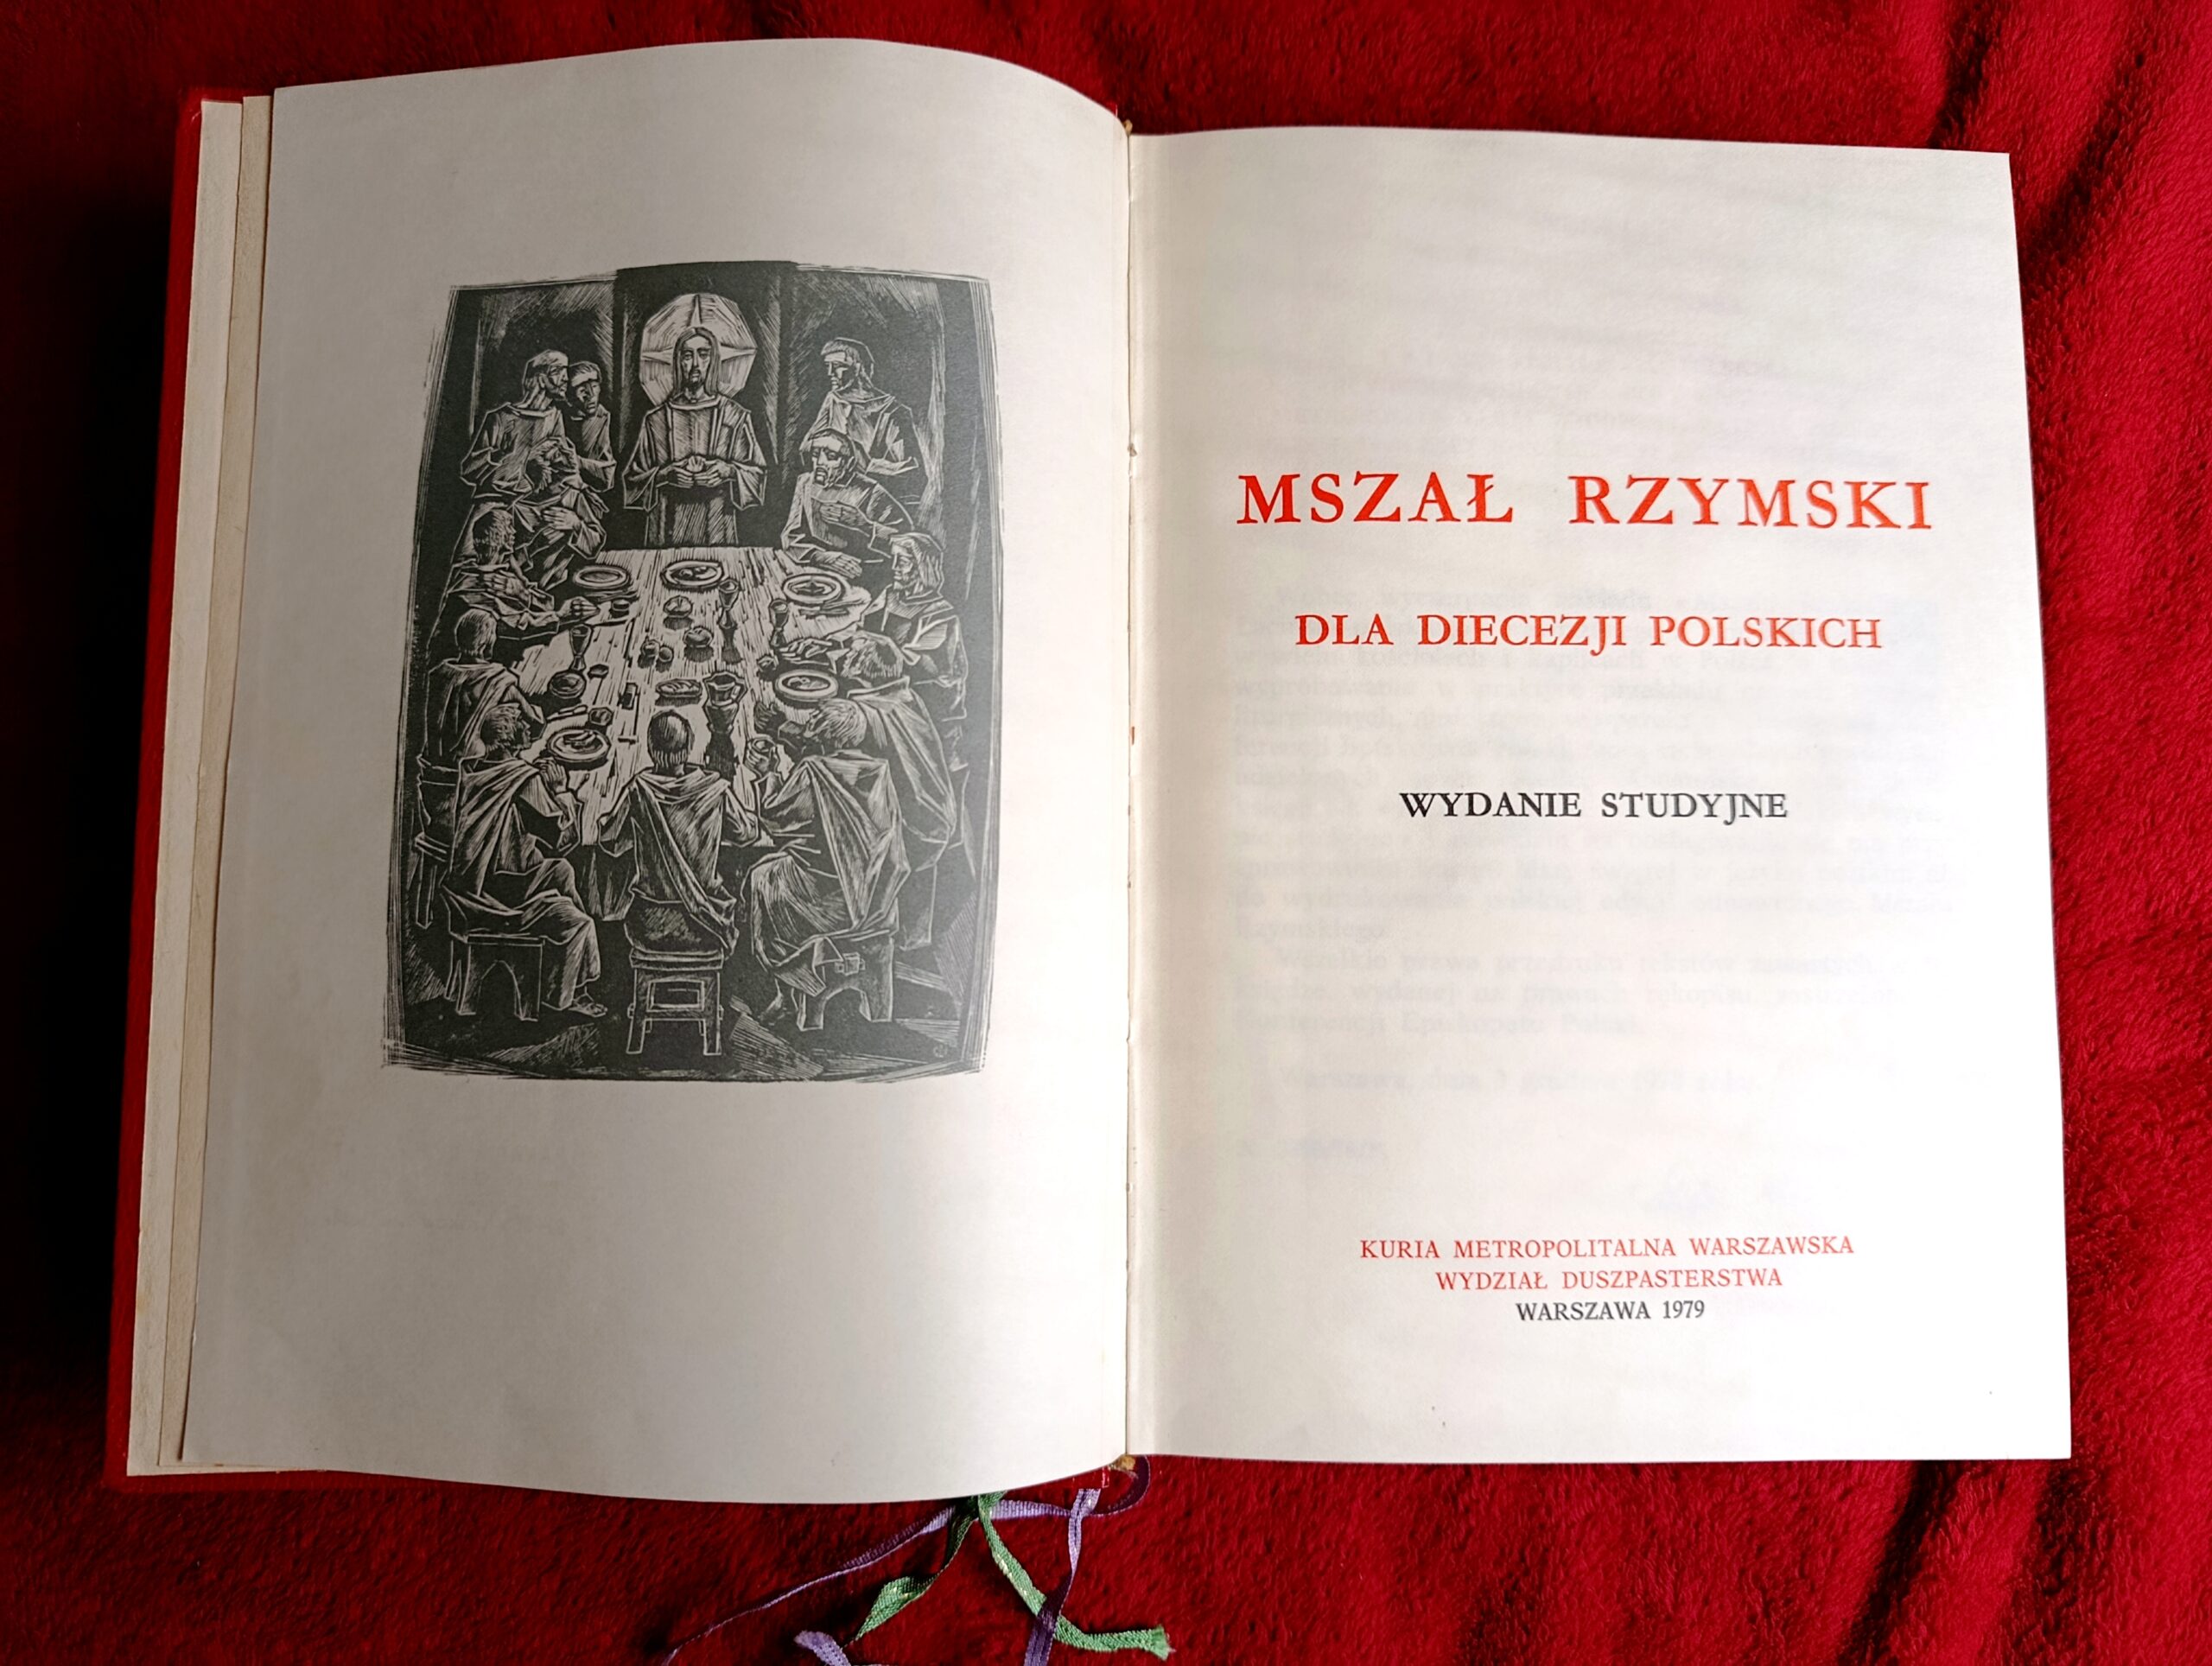 MSZAŁ RZYMSKI
DLA DIECEZJI POLSKICH
WYDANIE STUDYJNE
KURIA METROPOLITALNA WARSZAWSKA
WYDZIAŁ DUSZPASTERSTWA
WARSZAWA 1979